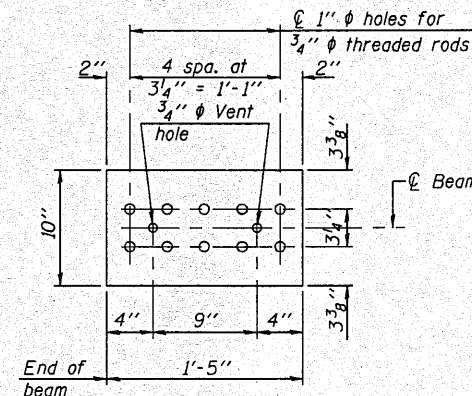 ℄ 1" ϕ holes for
3/4" ϕ threaded rods
2"
4 spa. at
2"
3 1/4" = 1'-1"
3/4" ϕ Vent
hole
3 3/8"
℄ Beam
10"
3 1/4"
3 3/8"
4"
9"
4"
End of
1'-5"
beam